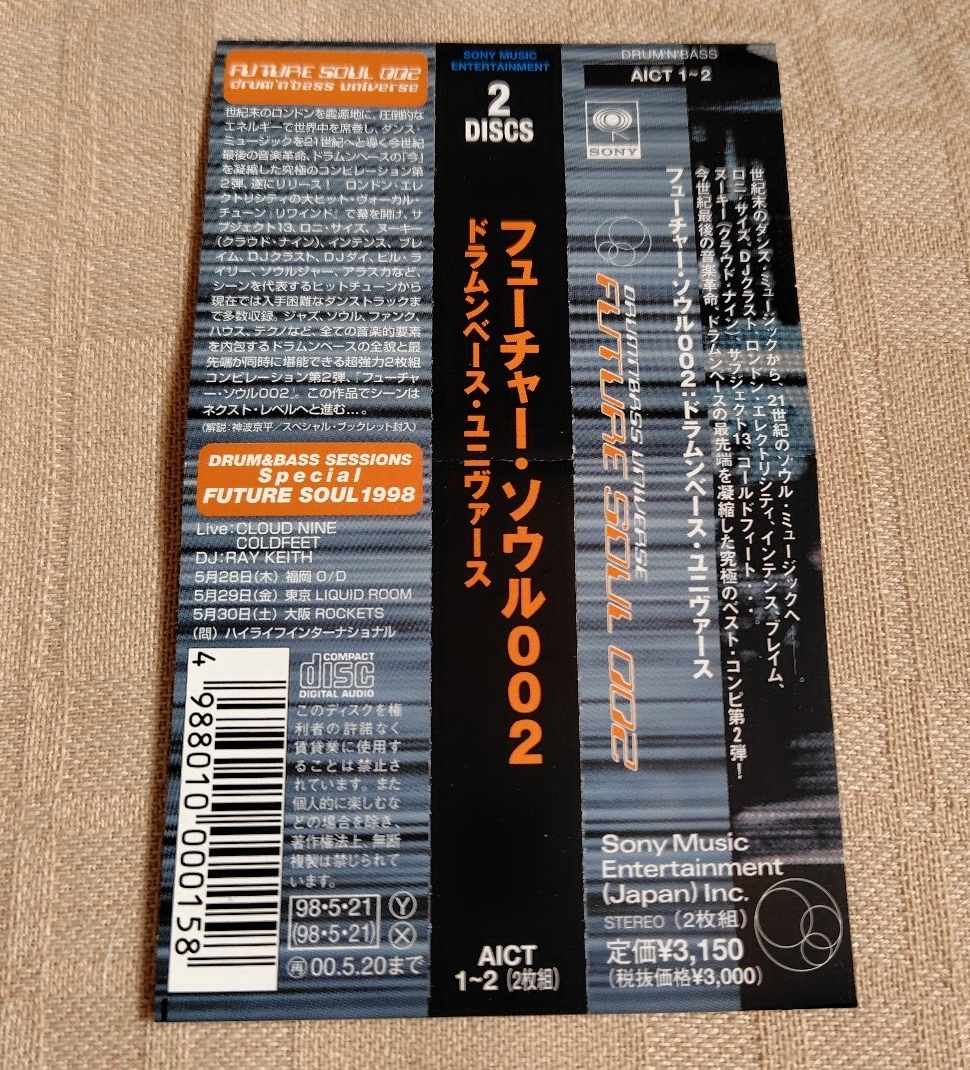 FUTURE SOUL 002
drum'n'bass universe
世紀末のロンドンを震源地に、圧倒的な
エネルギーで世界中を席巻し、ダンス・
ミュージックを21世紀へと導く今世紀
最後の音楽革命、ドラムンベースの「今」
を凝縮した究極のコンピレーション第
2弾、遂にリリース！ ロンドン・エレ
クトリシティの大ヒット・ヴォーカル・
チューン「リワインド」で幕を開け、サ
ブジェクト13、ロニ・サイズ、ヌーキー
(クラウド・ナイン)、インテンス、ブレ
イム、DJクラスト、DJダイ、ビル・ラ
イリー、ソウルジャー、アラスカなど、
シーンを代表するヒットチューンから
現在では入手困難なダンストラックま
で多数収録。ジャズ、ソウル、ファンク、
ハウス、テクノなど、全ての音楽的要素
を内包するドラムンベースの全貌と最
先端が同時に堪能できる超強力2枚組
コンピレーション第2弾、『フューチャ
ー・ソウル002』。この作品でシーンは
ネクスト・レベルへと進む…。
(解説：神波京平／スペシャル・ブックレット封入)
DRUM&BASS SESSIONS
Special
FUTURE SOUL 1998
Live:CLOUD NINE
COLDFEET
DJ:RAY KEITH
5月28日(木) 福岡 O/D
5月29日(金) 東京 LIQUID ROOM
5月30日(土) 大阪 ROCKETS
(問) ハイライフインターナショナル
4 988010 000158
COMPACT
disc
DIGITAL AUDIO
このディスクを権
利者の許諾なく
賃貸業に使用す
ることは禁止さ
れています。また
個人的に楽しむな
どの場合を除き、
著作権法上、無断
複製は禁じられて
います。
98・5・21 Ⓨ
(98・5・21) Ⓧ
㊢
00.5.20まで
SONY MUSIC
ENTERTAINMENT
2
DISCS
フューチャー・ソウル002
ドラムンベース・ユニヴァース
AICT
1~2 (2枚組)
DRUM'N'BASS
AICT 1~2
SONY
世紀末のダンス・ミュージックから、21世紀のソウル・ミュージックへ
ロニ・サイズ、DJクラスト、ロンドン・エレクトリシティ、インテンス、ブレイム、
ヌーキー(クラウド・ナイン)、サブジェクト13、コールドフィート・・・
今世紀最後の音楽革命、ドラムンベースの最先端を凝縮した究極のベスト・コンピ第2弾！
フューチャー・ソウル002：ドラムンベース・ユニヴァース
DRUM'N'BASS UNIVERSE
FUTURE SOUL 002
Sony Music
Entertainment
(Japan) Inc.
STEREO (2枚組)
定価¥3,150
(税抜価格¥3,000)